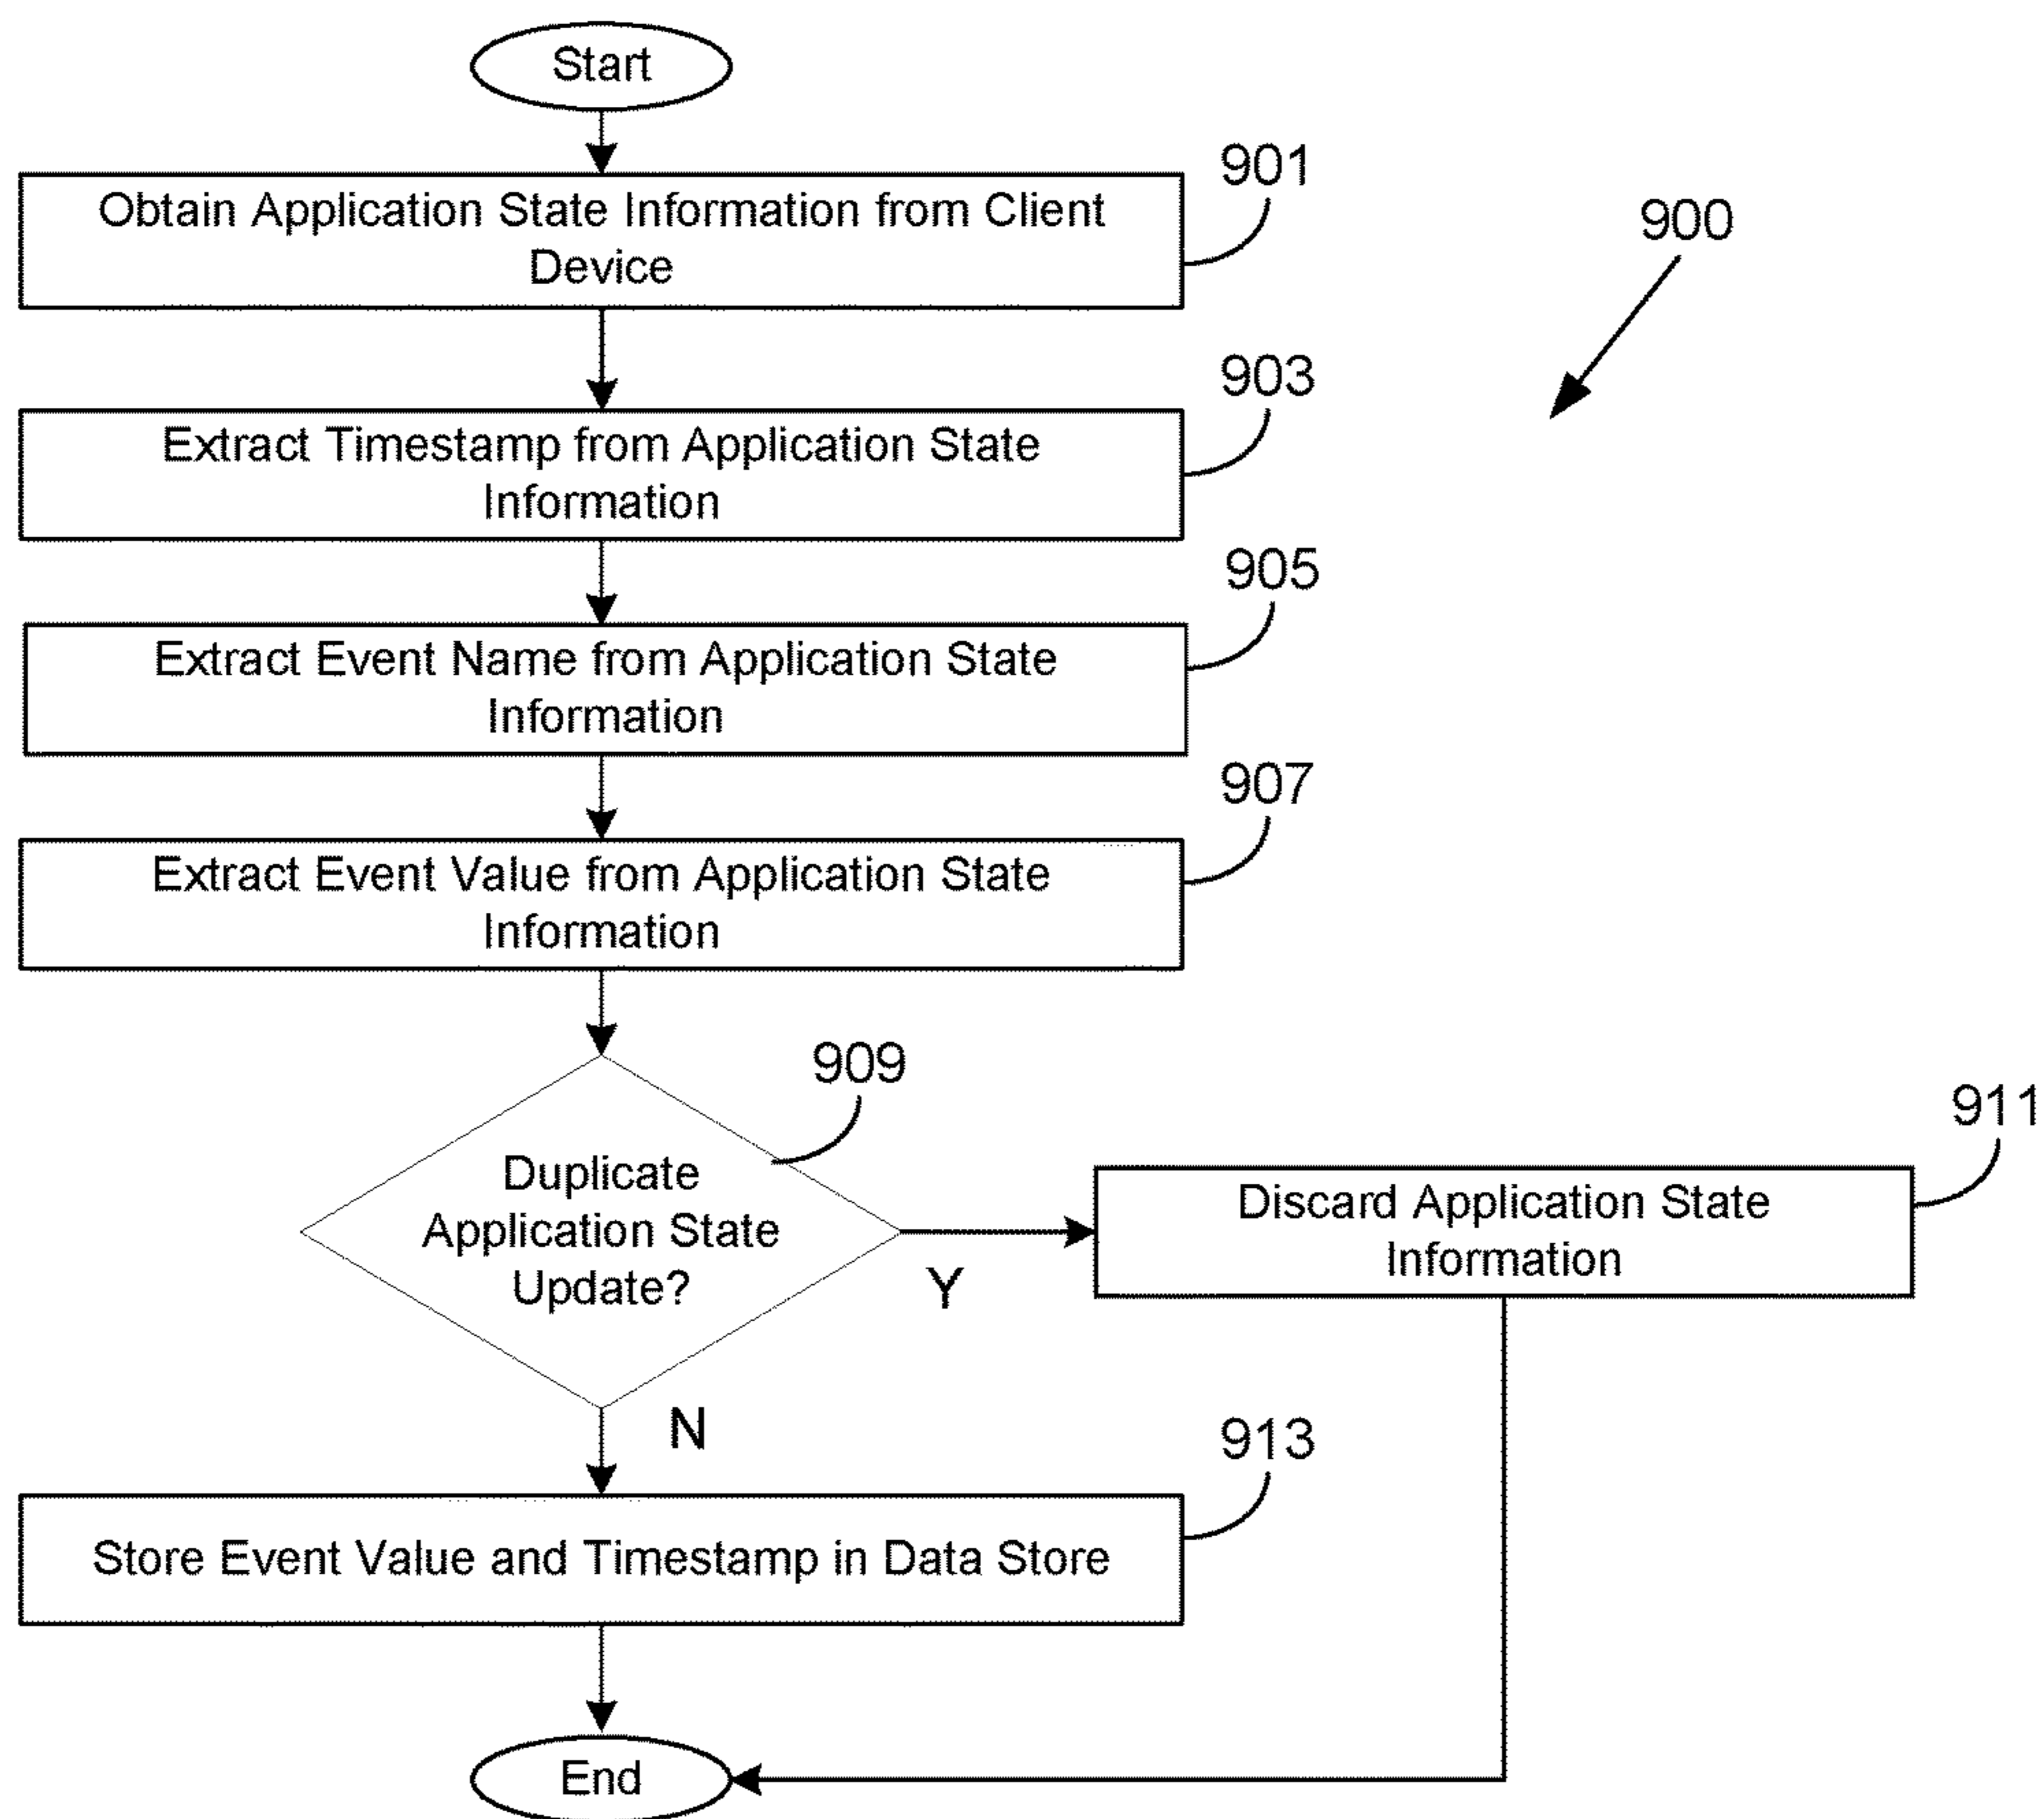 Start
901
Obtain Application State Information from Client
Device
900
903
Extract Timestamp from Application State
Information
905
Extract Event Name from Application State
Information
907
Extract Event Value from Application State
Information
909
Duplicate
Application State
Update?
Y
911
Discard Application State
Information
N
913
Store Event Value and Timestamp in Data Store
End